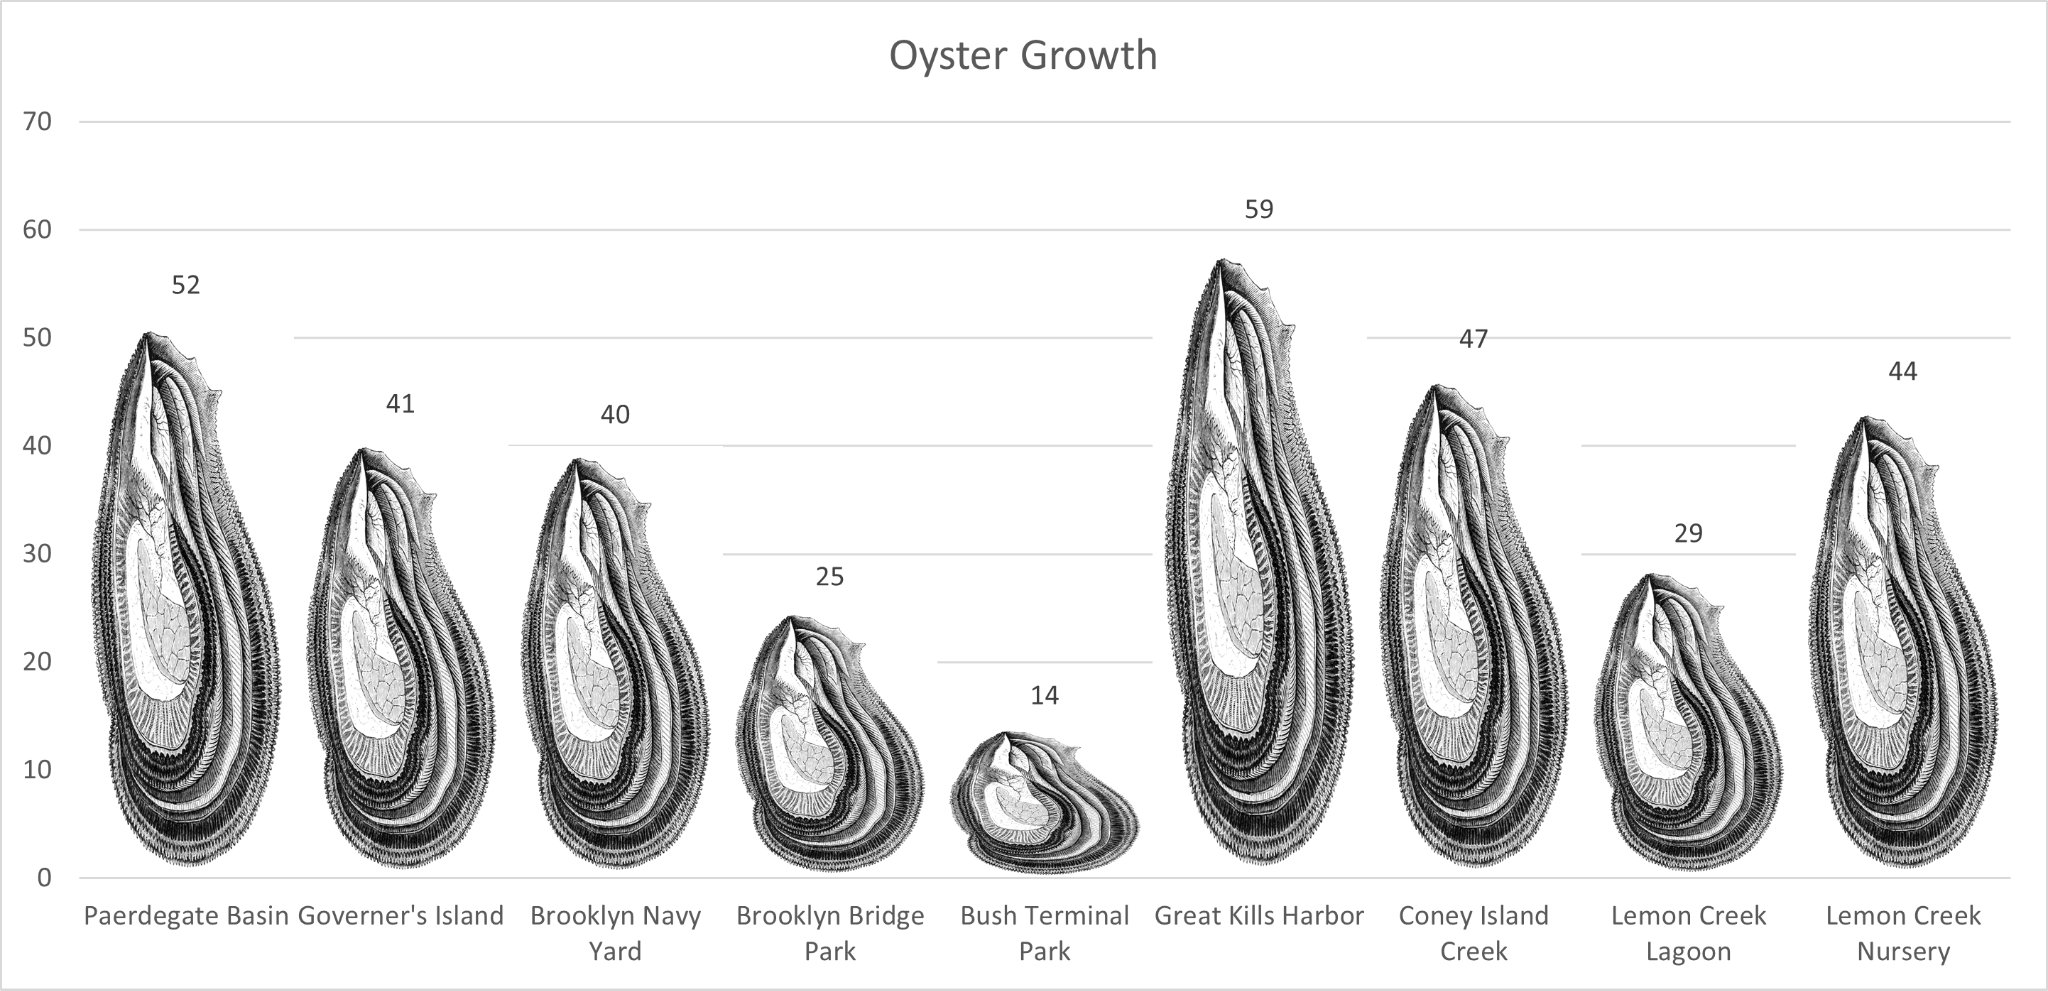 Oyster Growth
70
60
50
40
30
20
10
0
52
41
40
25
14
59
47
29
44
Paerdegate Basin
Governer's Island
Brooklyn Navy
Yard
Brooklyn Bridge
Park
Bush Terminal
Park
Great Kills Harbor
Coney Island
Creek
Lemon Creek
Lagoon
Lemon Creek
Nursery